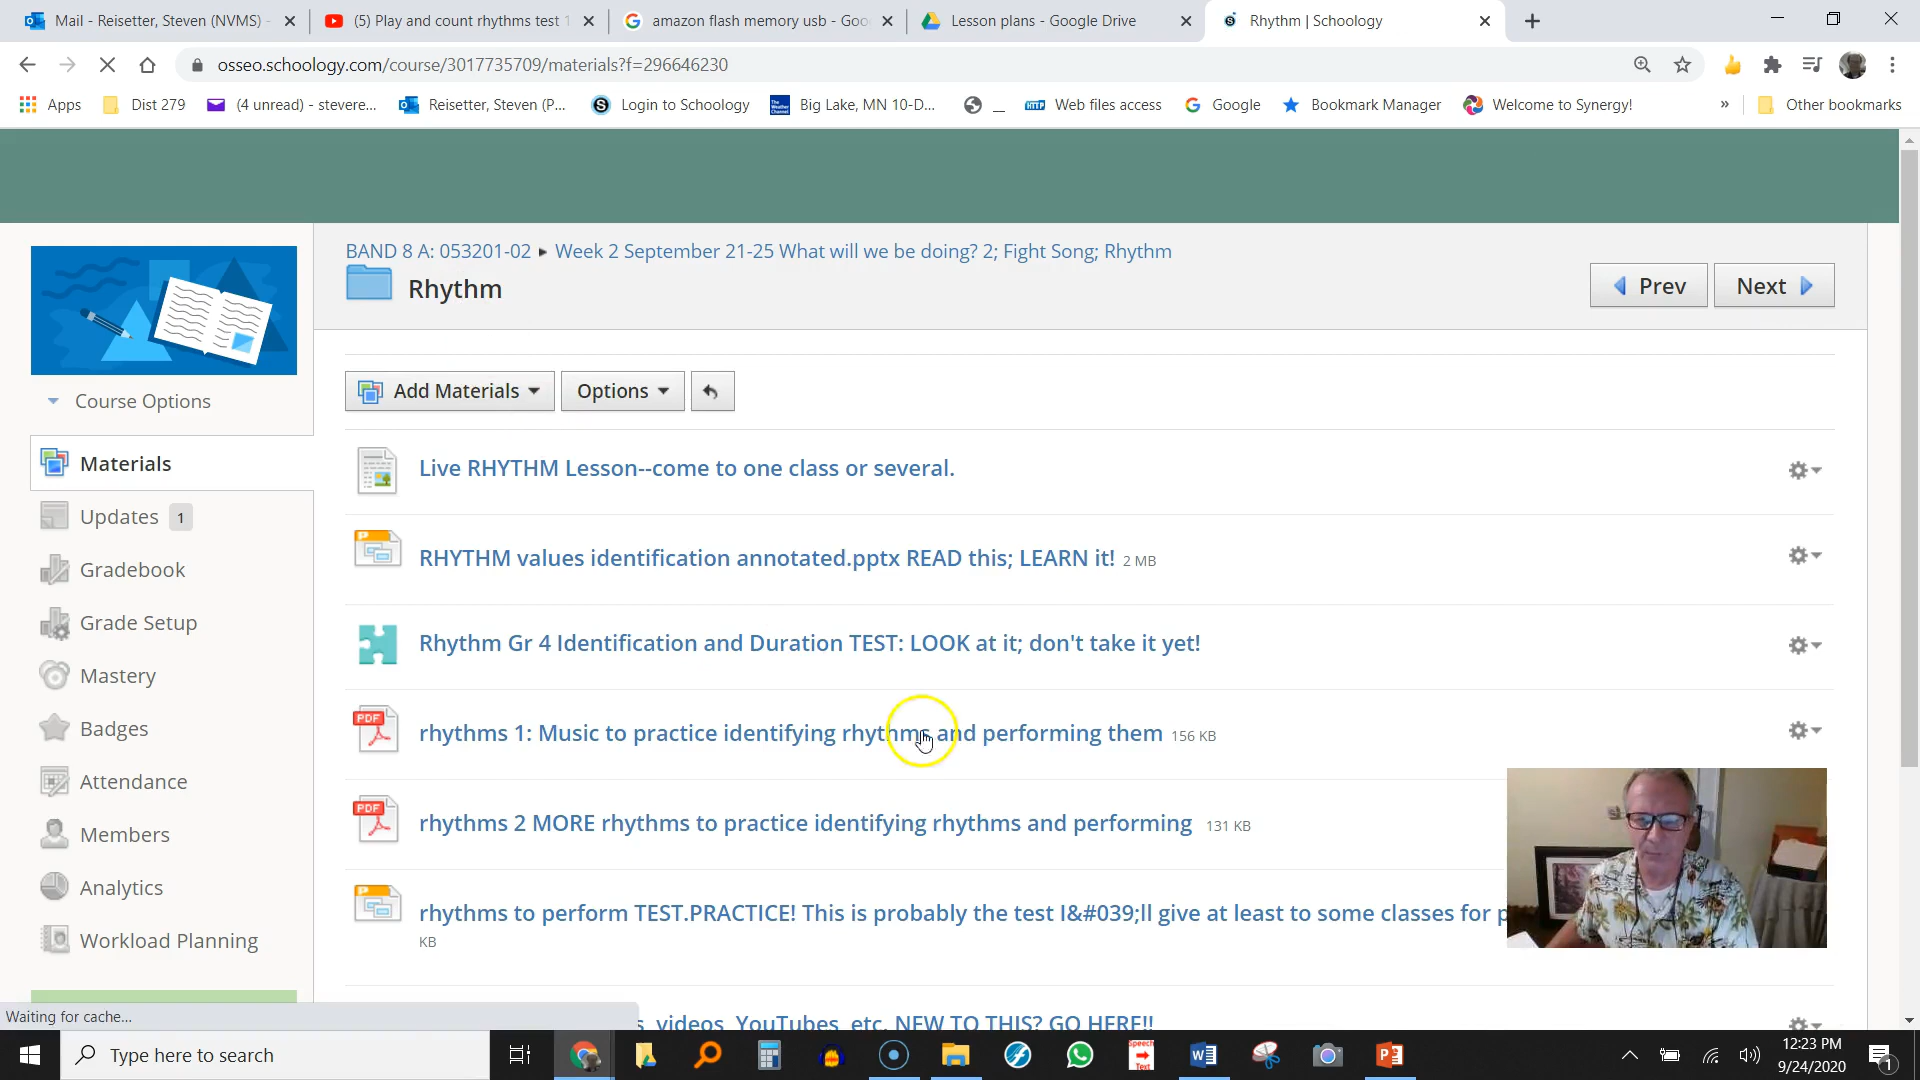 Mail - Reisetter, Steven (NVMS) -
(5) Play and count rhythms test 1
amazon flash memory usb - Goo
Lesson plans - Google Drive
Rhythm | Schoology
osseo.schoology.com/course/3017735709/materials?f=296646230
Apps
Dist 279
(4 unread) - stevere...
Reisetter, Steven (P...
Login to Schoology
Big Lake, MN 10-D...
_
Web files access
Google
Bookmark Manager
Welcome to Synergy!
»
Other bookmarks
BAND 8 A: 053201-02 ▸ Week 2 September 21-25 What will we be doing? 2; Fight Song; Rhythm
Rhythm
Prev
Next
Add Materials
Options
Course Options
Materials
Updates 1
Gradebook
Grade Setup
Mastery
Badges
Attendance
Members
Analytics
Workload Planning
Live RHYTHM Lesson--come to one class or several.
RHYTHM values identification annotated.pptx READ this; LEARN it! 2 MB
Rhythm Gr 4 Identification and Duration TEST: LOOK at it; don't take it yet!
PDF
rhythms 1: Music to practice identifying rhythms and performing them 156 KB
PDF
rhythms 2 MORE rhythms to practice identifying rhythms and performing 131 KB
rhythms to perform TEST.PRACTICE! This is probably the test I&#039;ll give at least to some classes for p
KB
s, videos, YouTubes, etc. NEW TO THIS? GO HERE!!
Waiting for cache...
Type here to search
Speech
Text
12:23 PM
9/24/2020
1